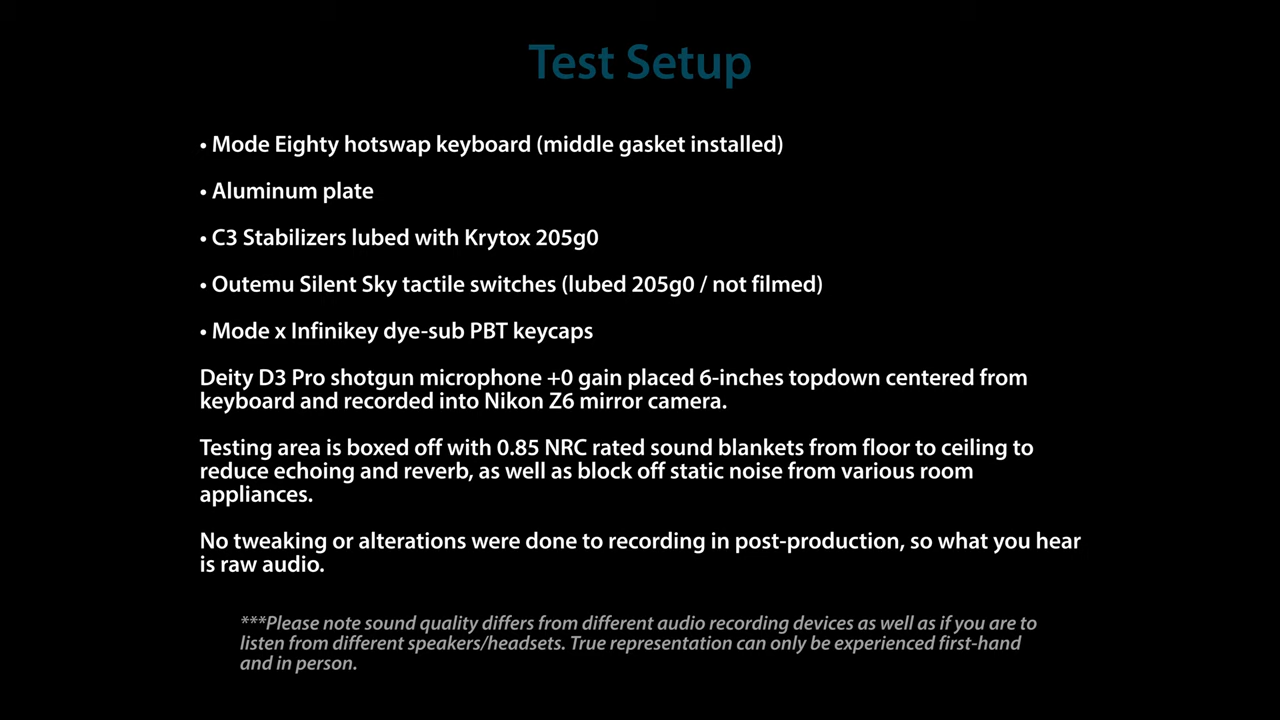 Test Setup
• Mode Eighty hotswap keyboard (middle gasket installed)
• Aluminum plate
• C3 Stabilizers lubed with Krytox 205g0
• Outemu Silent Sky tactile switches (lubed 205g0 / not filmed)
• Mode x Infinikey dye-sub PBT keycaps
Deity D3 Pro shotgun microphone +0 gain placed 6-inches topdown centered from
keyboard and recorded into Nikon Z6 mirror camera.
Testing area is boxed off with 0.85 NRC rated sound blankets from floor to ceiling to
reduce echoing and reverb, as well as block off static noise from various room
appliances.
No tweaking or alterations were done to recording in post-production, so what you hear
is raw audio.
***Please note sound quality differs from different audio recording devices as well as if you are to
listen from different speakers/headsets. True representation can only be experienced first-hand
and in person.